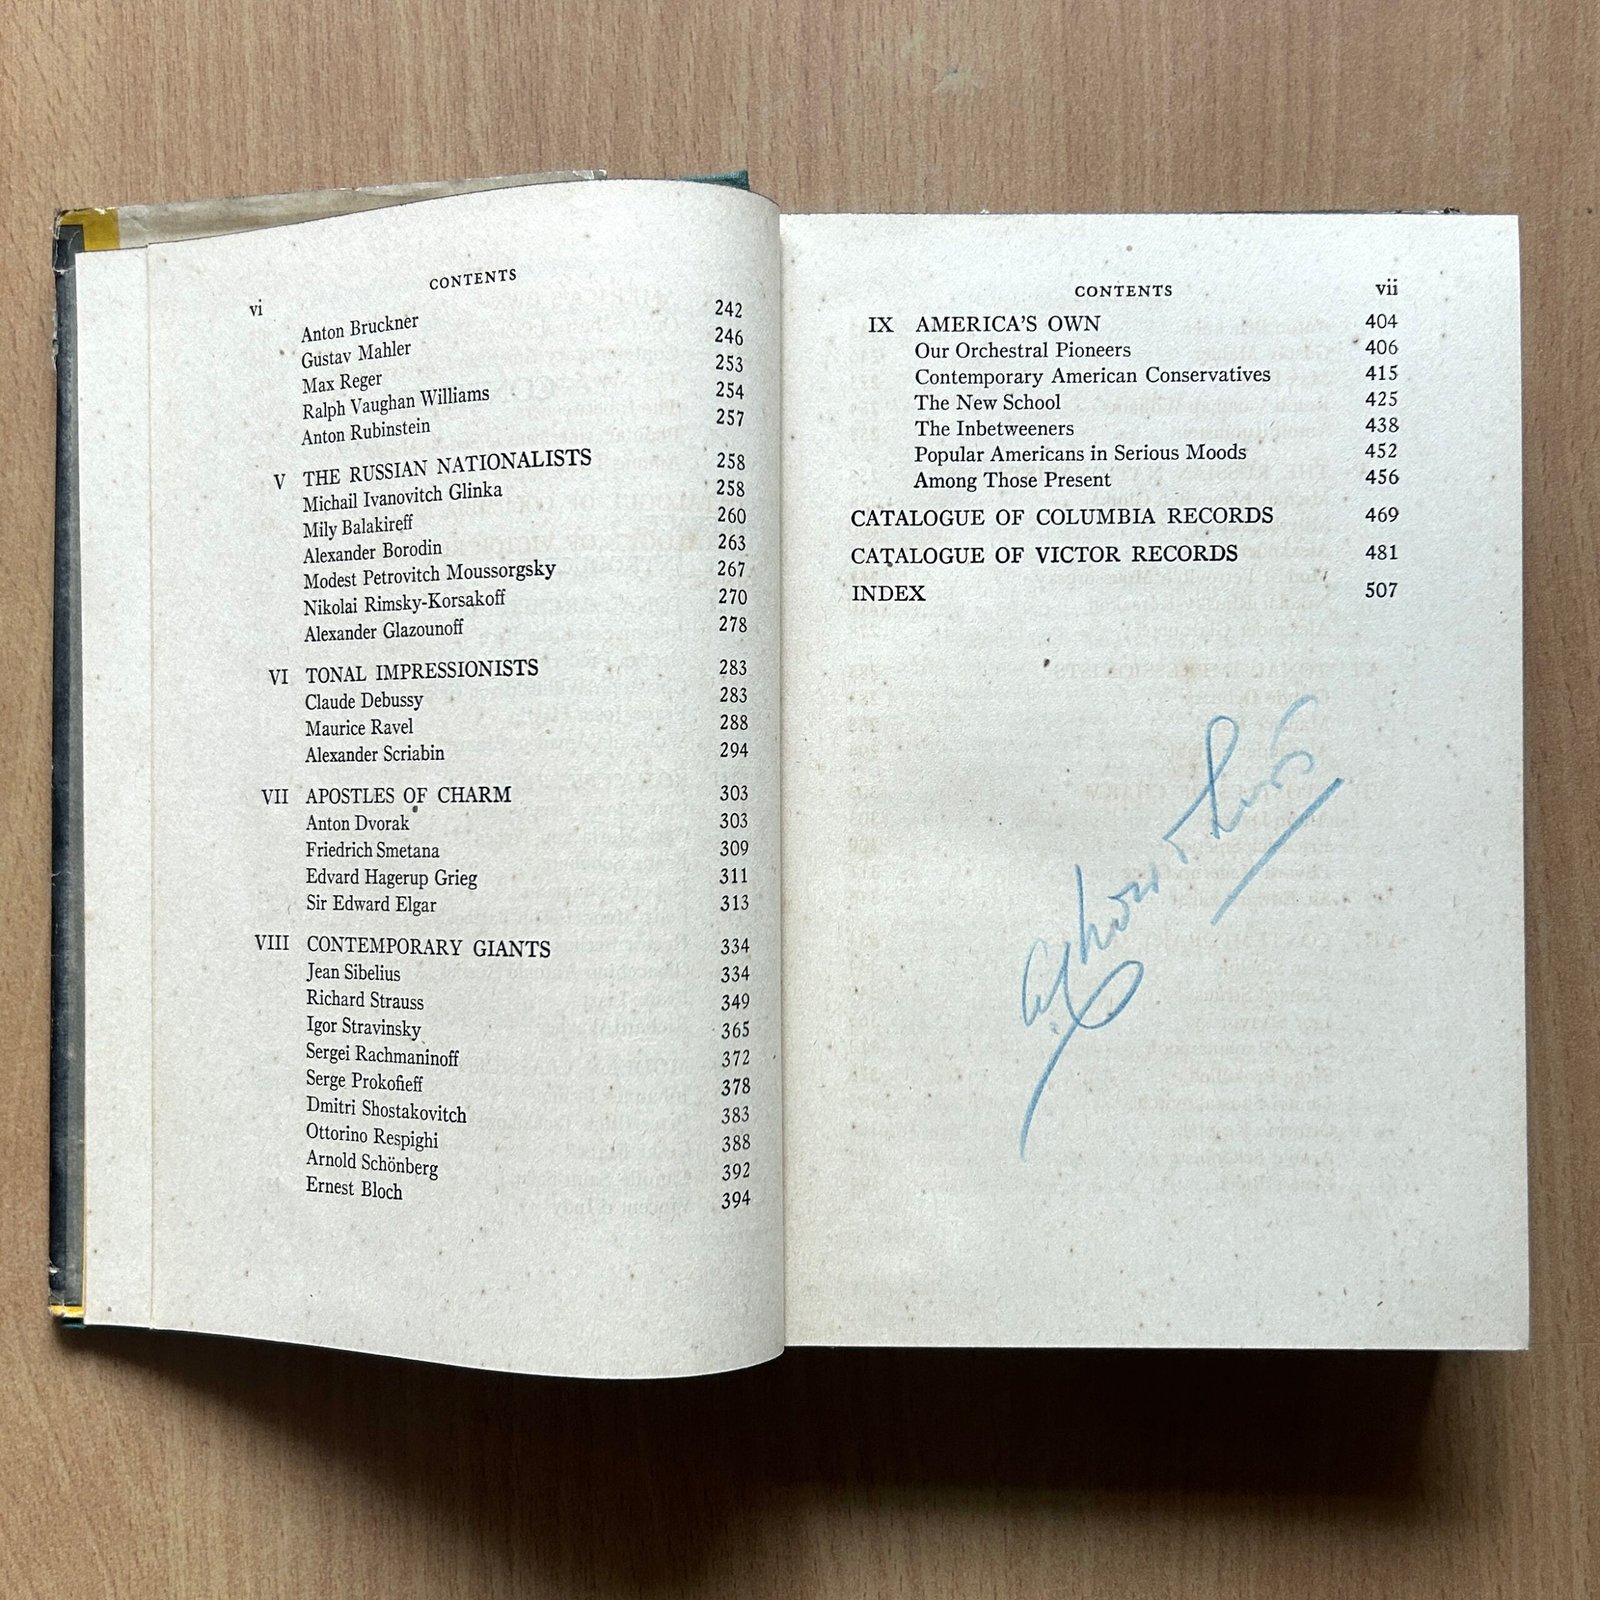 CONTENTS
vi
Anton Bruckner 242
Gustav Mahler 246
Max Reger 253
Ralph Vaughan Williams 254
Anton Rubinstein 257
V THE RUSSIAN NATIONALISTS 258
Michail Ivanovitch Glinka 258
Mily Balakireff 260
Alexander Borodin 263
Modest Petrovitch Moussorgsky 267
Nikolai Rimsky-Korsakoff 270
Alexander Glazounoff 278
VI TONAL IMPRESSIONISTS 283
Claude Debussy 283
Maurice Ravel 288
Alexander Scriabin 294
VII APOSTLES OF CHARM 303
Anton Dvorak 303
Friedrich Smetana 309
Edvard Hagerup Grieg 311
Sir Edward Elgar 313
VIII CONTEMPORARY GIANTS 334
Jean Sibelius 334
Richard Strauss 349
Igor Stravinsky 365
Sergei Rachmaninoff 372
Serge Prokofieff 378
Dmitri Shostakovitch 383
Ottorino Respighi 388
Arnold Schönberg 392
Ernest Bloch 394
CONTENTS vii
IX AMERICA'S OWN 404
Our Orchestral Pioneers 406
Contemporary American Conservatives 415
The New School 425
The Inbetweeners 438
Popular Americans in Serious Moods 452
Among Those Present 456
CATALOGUE OF COLUMBIA RECORDS 469
CATALOGUE OF VICTOR RECORDS 481
INDEX 507